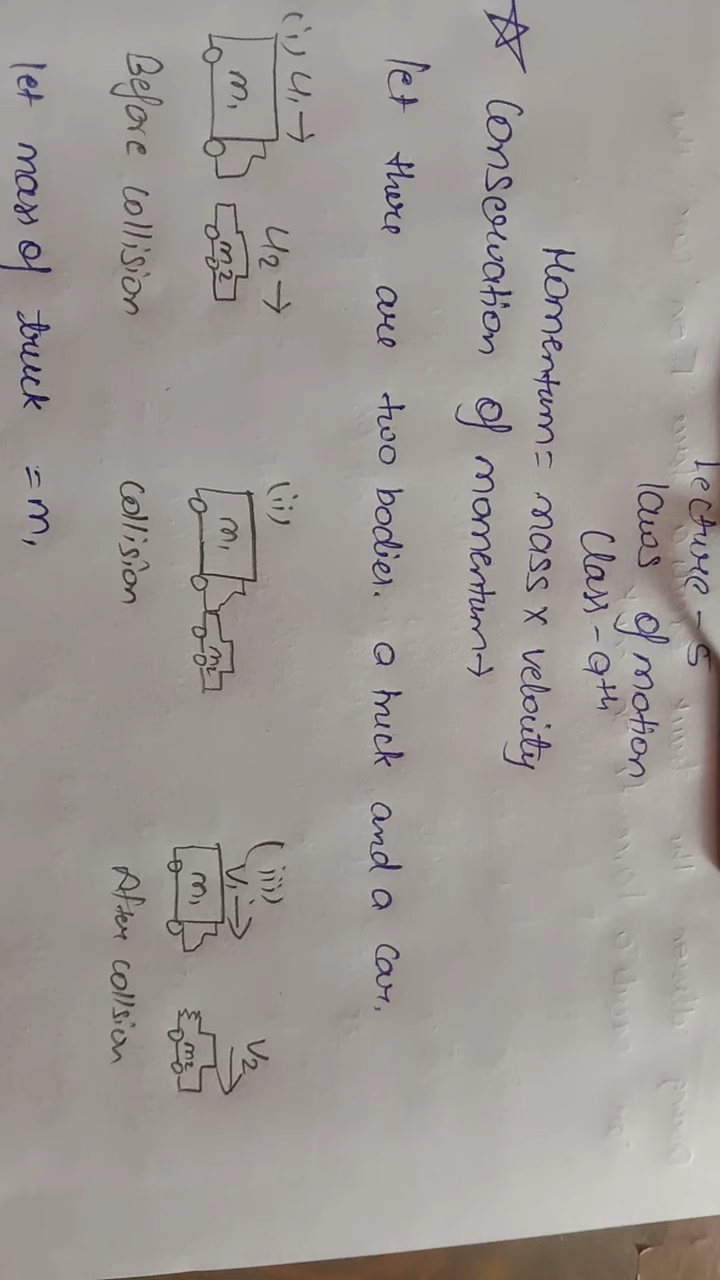 Lecture - 5
laws of motion
Class - 9th
Momentum = mass x velocity
☆ Conservation of momentum →
let there are two bodies. a truck and a car.
(i) u₁ → u₂ → (ii) (iii) v₁ → v₂
m₁ m₂ m₁ m₂ m₁ m₂
Before collision collision After collsion
let mass of truck = m₁